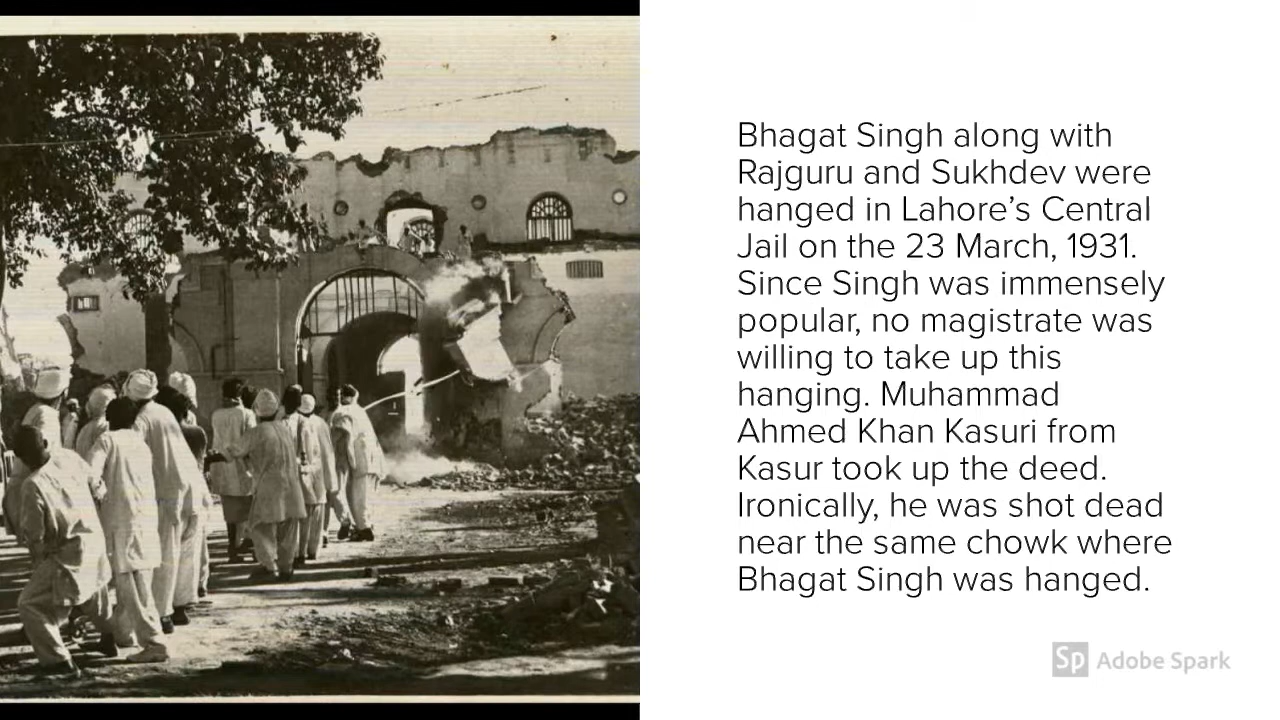 Bhagat Singh along with
Rajguru and Sukhdev were
hanged in Lahore’s Central
Jail on the 23 March, 1931.
Since Singh was immensely
popular, no magistrate was
willing to take up this
hanging. Muhammad
Ahmed Khan Kasuri from
Kasur took up the deed.
Ironically, he was shot dead
near the same chowk where
Bhagat Singh was hanged.
Sp Adobe Spark